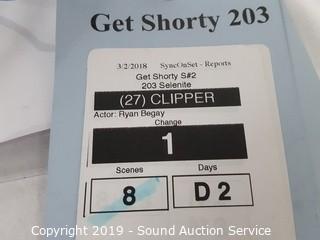 Get Shorty 203
3/2/2018 SyncOnSet - Reports
Get Shorty S#2
203 Selenite
(27) CLIPPER
Actor: Ryan Begay
Change
1
Scenes Days
8 D 2
Copyright 2019 - Sound Auction Service